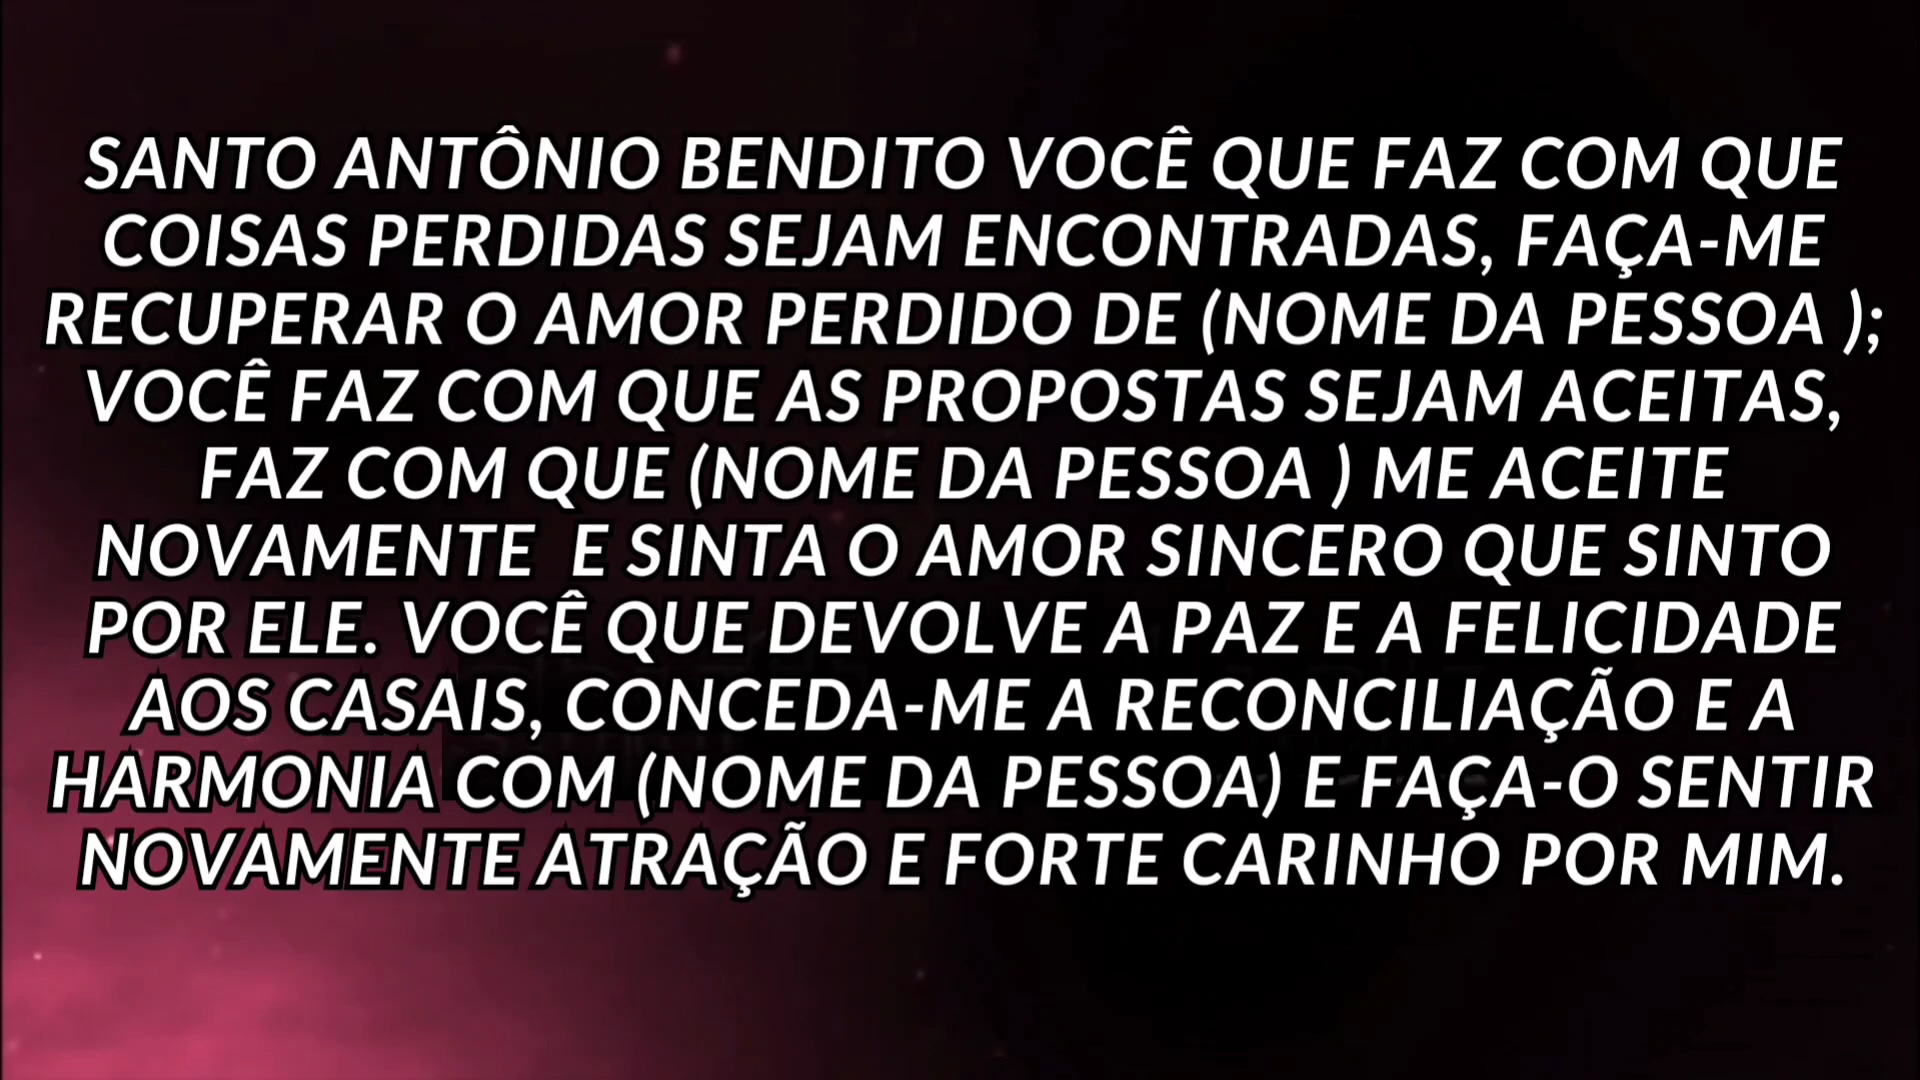 SANTO ANTÔNIO BENDITO VOCÊ QUE FAZ COM QUE
COISAS PERDIDAS SEJAM ENCONTRADAS, FAÇA-ME
RECUPERAR O AMOR PERDIDO DE (NOME DA PESSOA );
VOCÊ FAZ COM QUE AS PROPOSTAS SEJAM ACEITAS,
FAZ COM QUE (NOME DA PESSOA ) ME ACEITE
NOVAMENTE  E SINTA O AMOR SINCERO QUE SINTO
POR ELE. VOCÊ QUE DEVOLVE A PAZ E A FELICIDADE
AOS CASAIS, CONCEDA-ME A RECONCILIAÇÃO E A
HARMONIA COM (NOME DA PESSOA) E FAÇA-O SENTIR
NOVAMENTE ATRAÇÃO E FORTE CARINHO POR MIM.